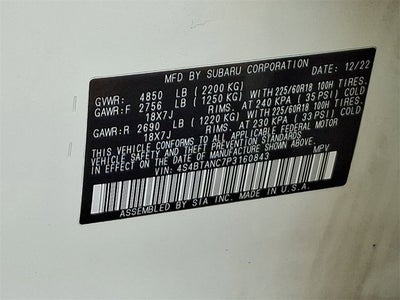 MFD BY SUBARU CORPORATION DATE: 12/22
GVWR: 4850 LB (2200 KG)
GAWR:F 2756 LB (1250 KG) WITH 225/60R18 100H TIRES.
18X7J RIMS. AT 240 KPA (35 PSI) COLD
GAWR:R 2690 LB (1220 KG) WITH 225/60R18 100H TIRES.
18X7J RIMS. AT 230 KPA (33 PSI) COLD
THIS VEHICLE CONFORMS TO ALL APPLICABLE FEDERAL MOTOR
VEHICLE SAFETY, BUMPER, AND THEFT PREVENTION STANDARDS
IN EFFECT ON THE DATE OF MANUFACTURE SHOWN ABOVE.
VIN: 4S4BTANC7P3160843 MPV
ASSEMBLED BY SIA INC. MADE IN U.S.A.